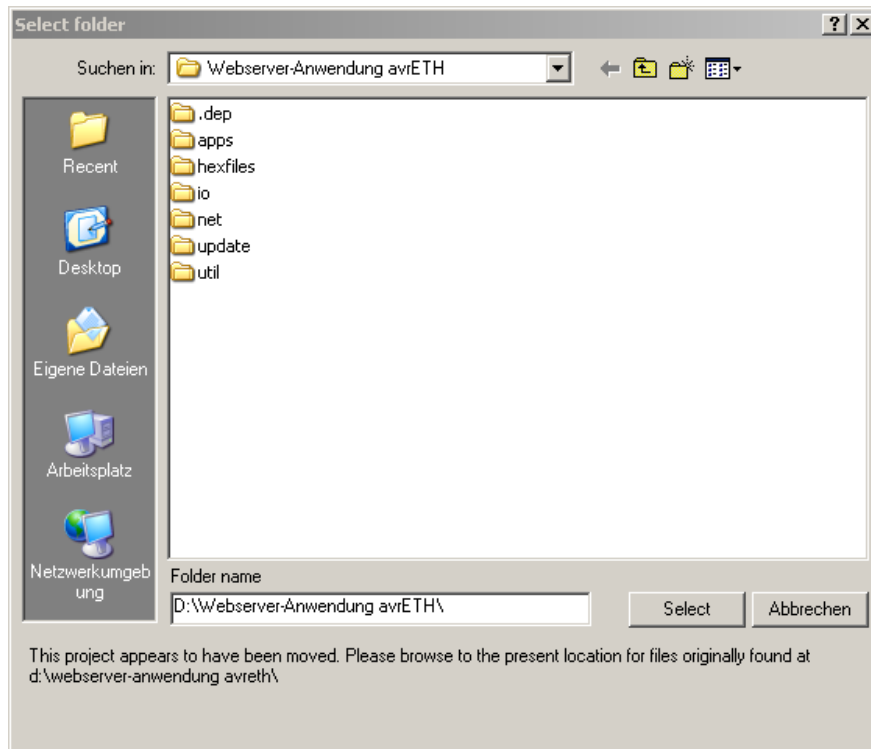 Select folder
Suchen in:
Webserver-Anwendung avrETH
.dep
apps
hexfiles
io
net
update
util
Recent
Desktop
Eigene Dateien
Arbeitsplatz
Netzwerkumgeb
ung
Folder name
D:\Webserver-Anwendung avrETH\
Select
Abbrechen
This project appears to have been moved. Please browse to the present location for files originally found at
d:\webserver-anwendung avreth\